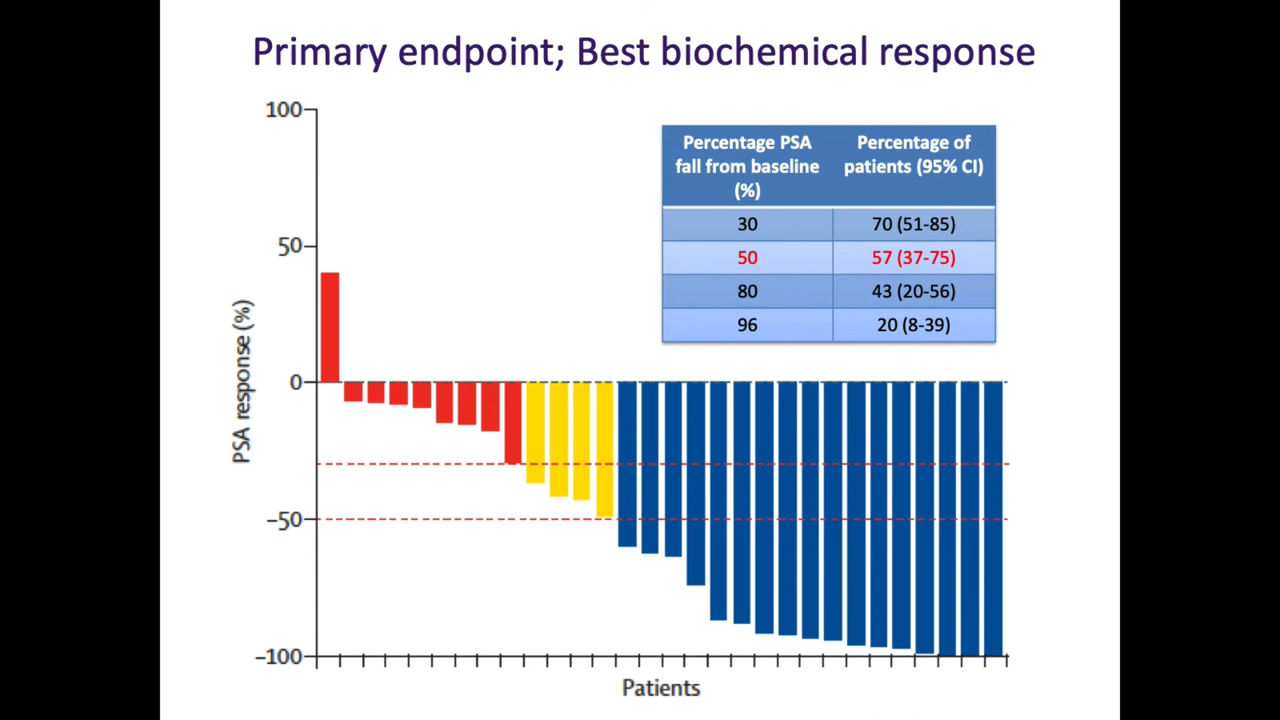 Primary endpoint; Best biochemical response
100
50
0
−50
−100
PSA response (%)
Patients
Percentage PSA
fall from baseline
(%)
Percentage of
patients (95% CI)
30 70 (51-85)
50 57 (37-75)
80 43 (20-56)
96 20 (8-39)